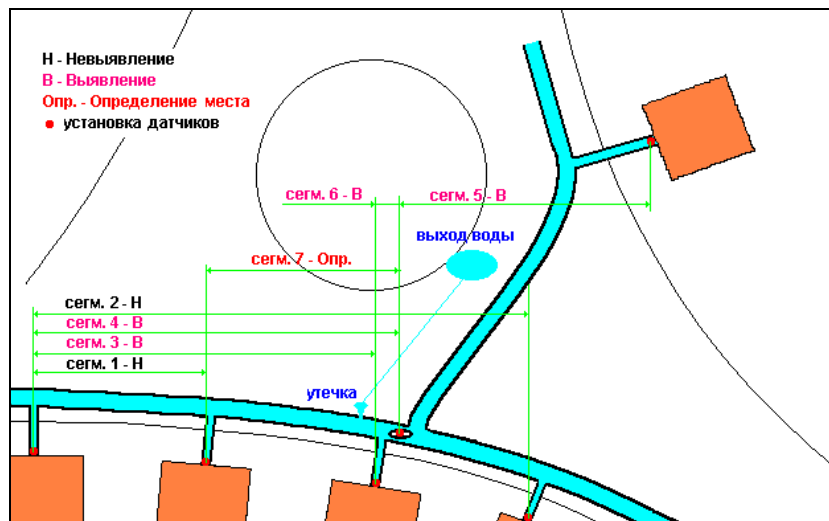 Н - Невыявление
В - Выявление
Опр. - Определение места
установка датчиков
сегм. 6 - В
сегм. 5 - В
выход воды
сегм. 7 - Опр.
сегм. 2 - Н
сегм. 4 - В
сегм. 3 - В
сегм. 1 - Н
утечка